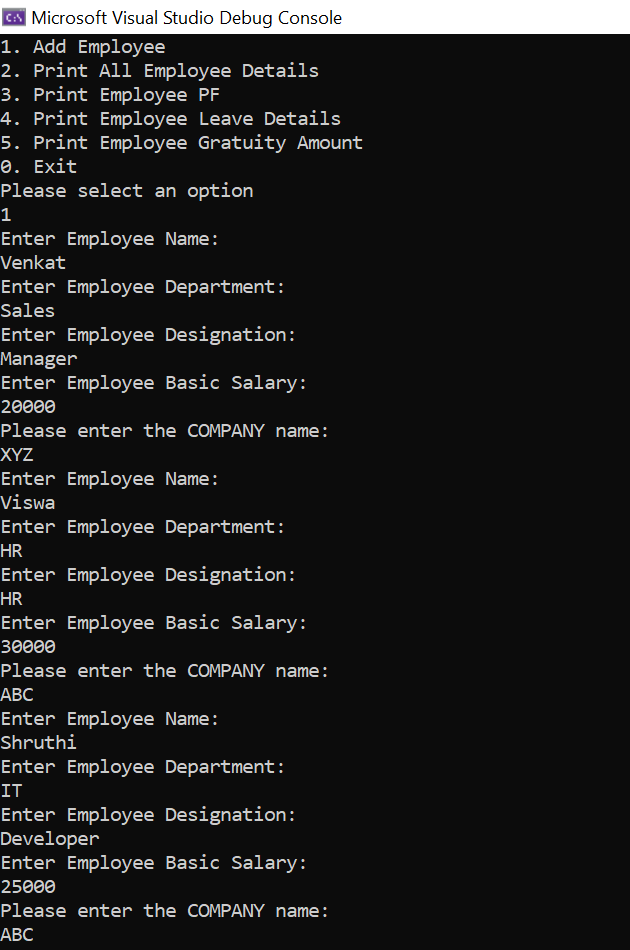 C:\ Microsoft Visual Studio Debug Console
1. Add Employee
2. Print All Employee Details
3. Print Employee PF
4. Print Employee Leave Details
5. Print Employee Gratuity Amount
0. Exit
Please select an option
1
Enter Employee Name:
Venkat
Enter Employee Department:
Sales
Enter Employee Designation:
Manager
Enter Employee Basic Salary:
20000
Please enter the COMPANY name:
XYZ
Enter Employee Name:
Viswa
Enter Employee Department:
HR
Enter Employee Designation:
HR
Enter Employee Basic Salary:
30000
Please enter the COMPANY name:
ABC
Enter Employee Name:
Shruthi
Enter Employee Department:
IT
Enter Employee Designation:
Developer
Enter Employee Basic Salary:
25000
Please enter the COMPANY name:
ABC